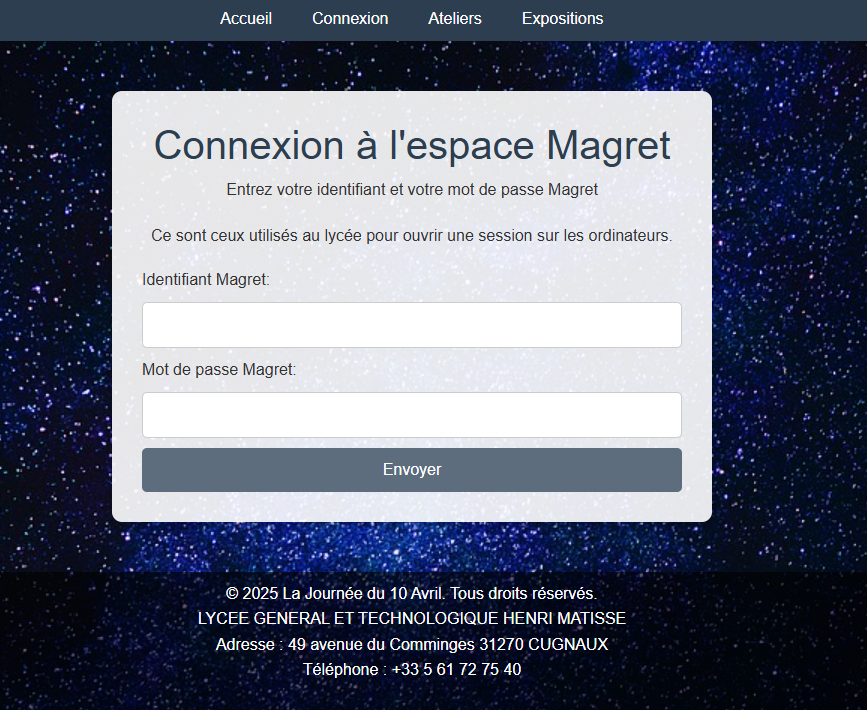 Accueil Connexion Ateliers Expositions
Connexion à l'espace Magret
Entrez votre identifiant et votre mot de passe Magret
Ce sont ceux utilisés au lycée pour ouvrir une session sur les ordinateurs.
Identifiant Magret:
Mot de passe Magret:
Envoyer
© 2025 La Journée du 10 Avril. Tous droits réservés.
LYCEE GENERAL ET TECHNOLOGIQUE HENRI MATISSE
Adresse : 49 avenue du Comminges 31270 CUGNAUX
Téléphone : +33 5 61 72 75 40